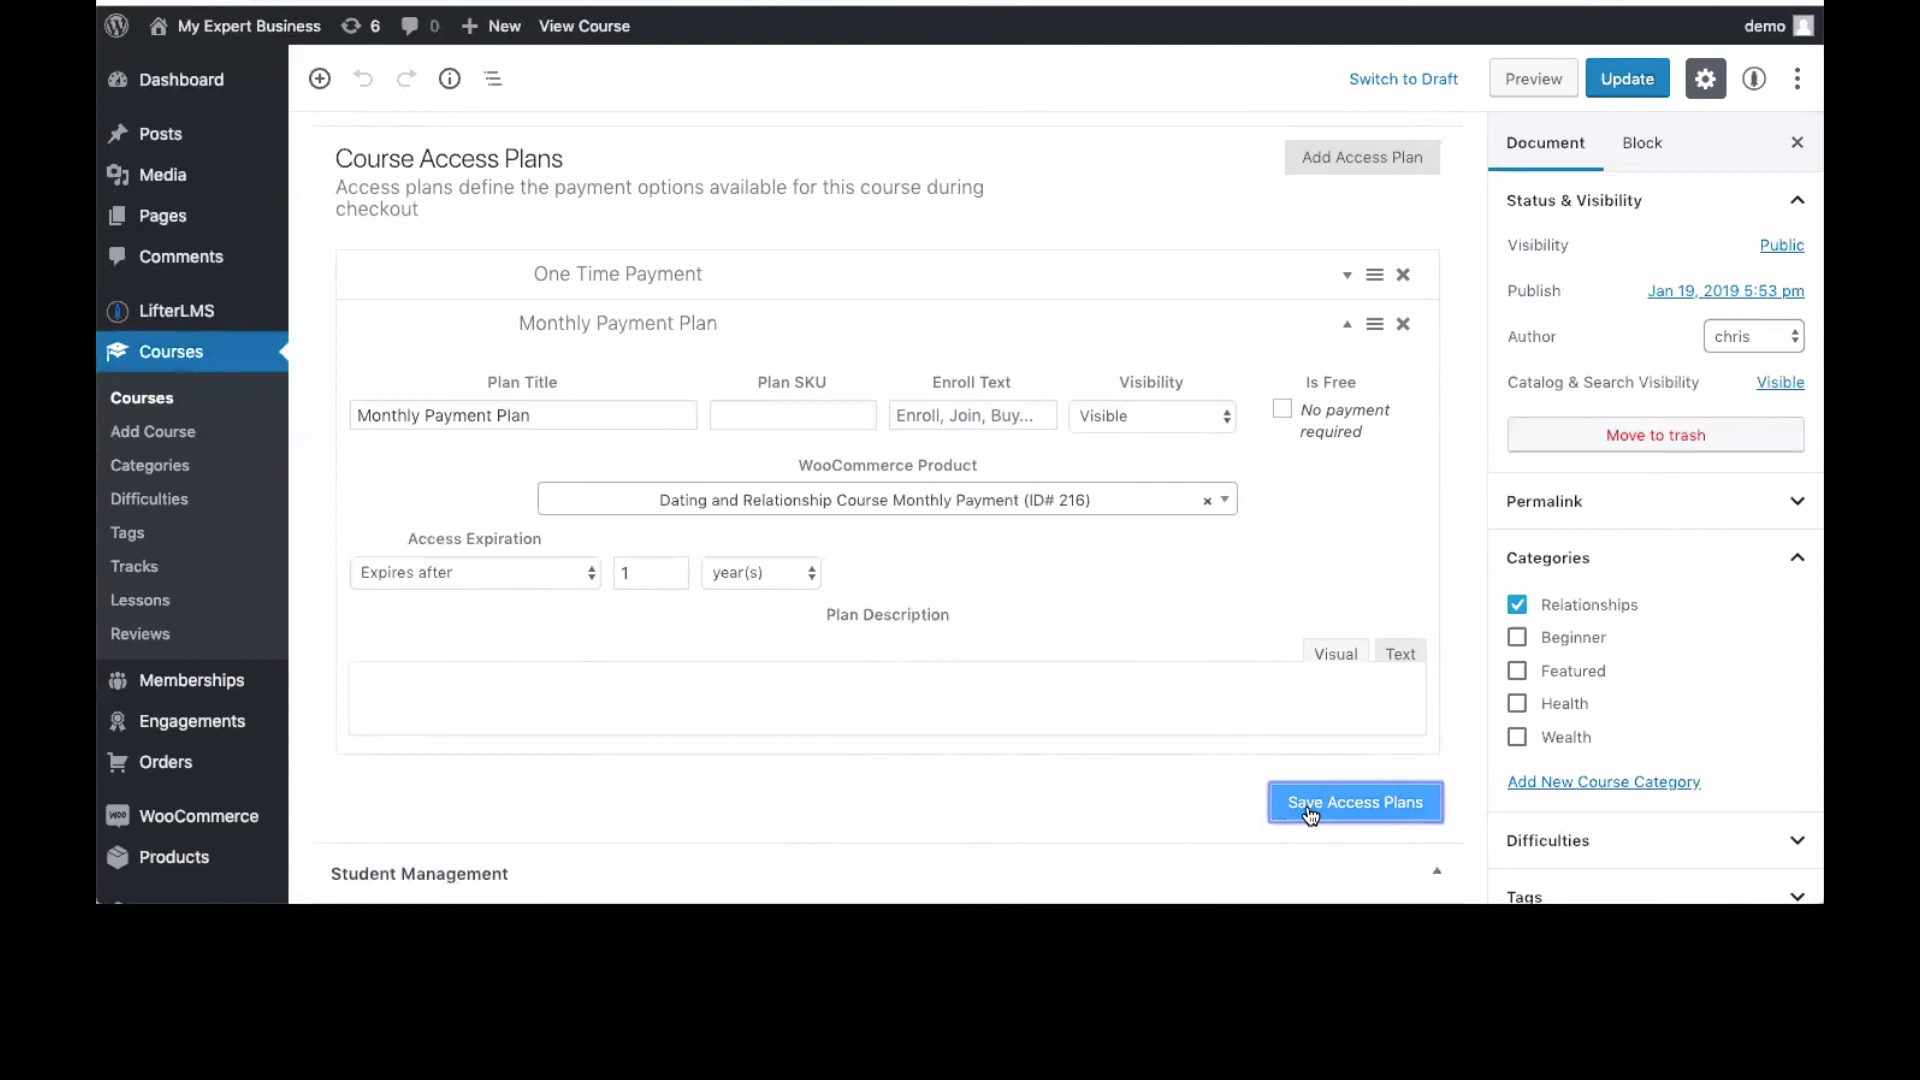 My Expert Business 6 0 New View Course demo
Dashboard
Posts
Media
Pages
Comments
LifterLMS
Courses
Courses
Add Course
Categories
Difficulties
Tags
Tracks
Lessons
Reviews
Memberships
Engagements
Orders
WooCommerce
Products
Switch to Draft Preview Update
Course Access Plans Add Access Plan
Access plans define the payment options available for this course during
checkout
One Time Payment
Monthly Payment Plan
Plan Title Plan SKU Enroll Text Visibility Is Free
Monthly Payment Plan Enroll, Join, Buy... Visible No payment
required
WooCommerce Product
Dating and Relationship Course Monthly Payment (ID# 216) ×
Access Expiration
Expires after 1 year(s)
Plan Description
Visual Text
Save Access Plans
Student Management
Document Block
Status & Visibility
Visibility Public
Publish Jan 19, 2019 5:53 pm
Author chris
Catalog & Search Visibility Visible
Move to trash
Permalink
Categories
Relationships
Beginner
Featured
Health
Wealth
Add New Course Category
Difficulties
Tags